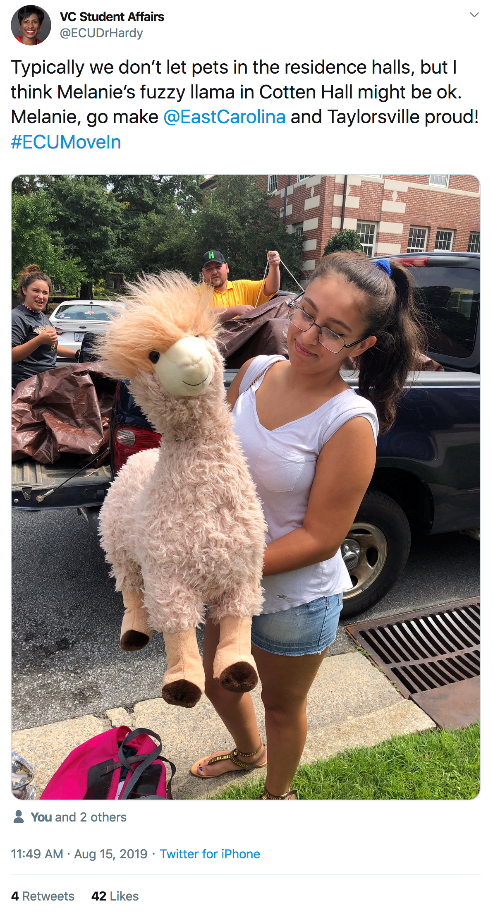 VC Student Affairs
@ECUDrHardy
Typically we don’t let pets in the residence halls, but I
think Melanie’s fuzzy llama in Cotten Hall might be ok.
Melanie, go make @EastCarolina and Taylorsville proud!
#ECUMoveIn
H
You and 2 others
11:49 AM · Aug 15, 2019 · Twitter for iPhone
4 Retweets 42 Likes